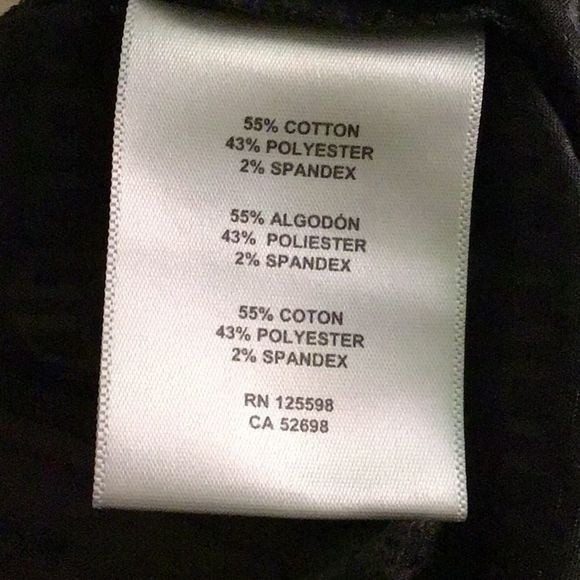 55% COTTON
43% POLYESTER
2% SPANDEX
55% ALGODÓN
43% POLIESTER
2% SPANDEX
55% COTON
43% POLYESTER
2% SPANDEX
RN 125598
CA 52698